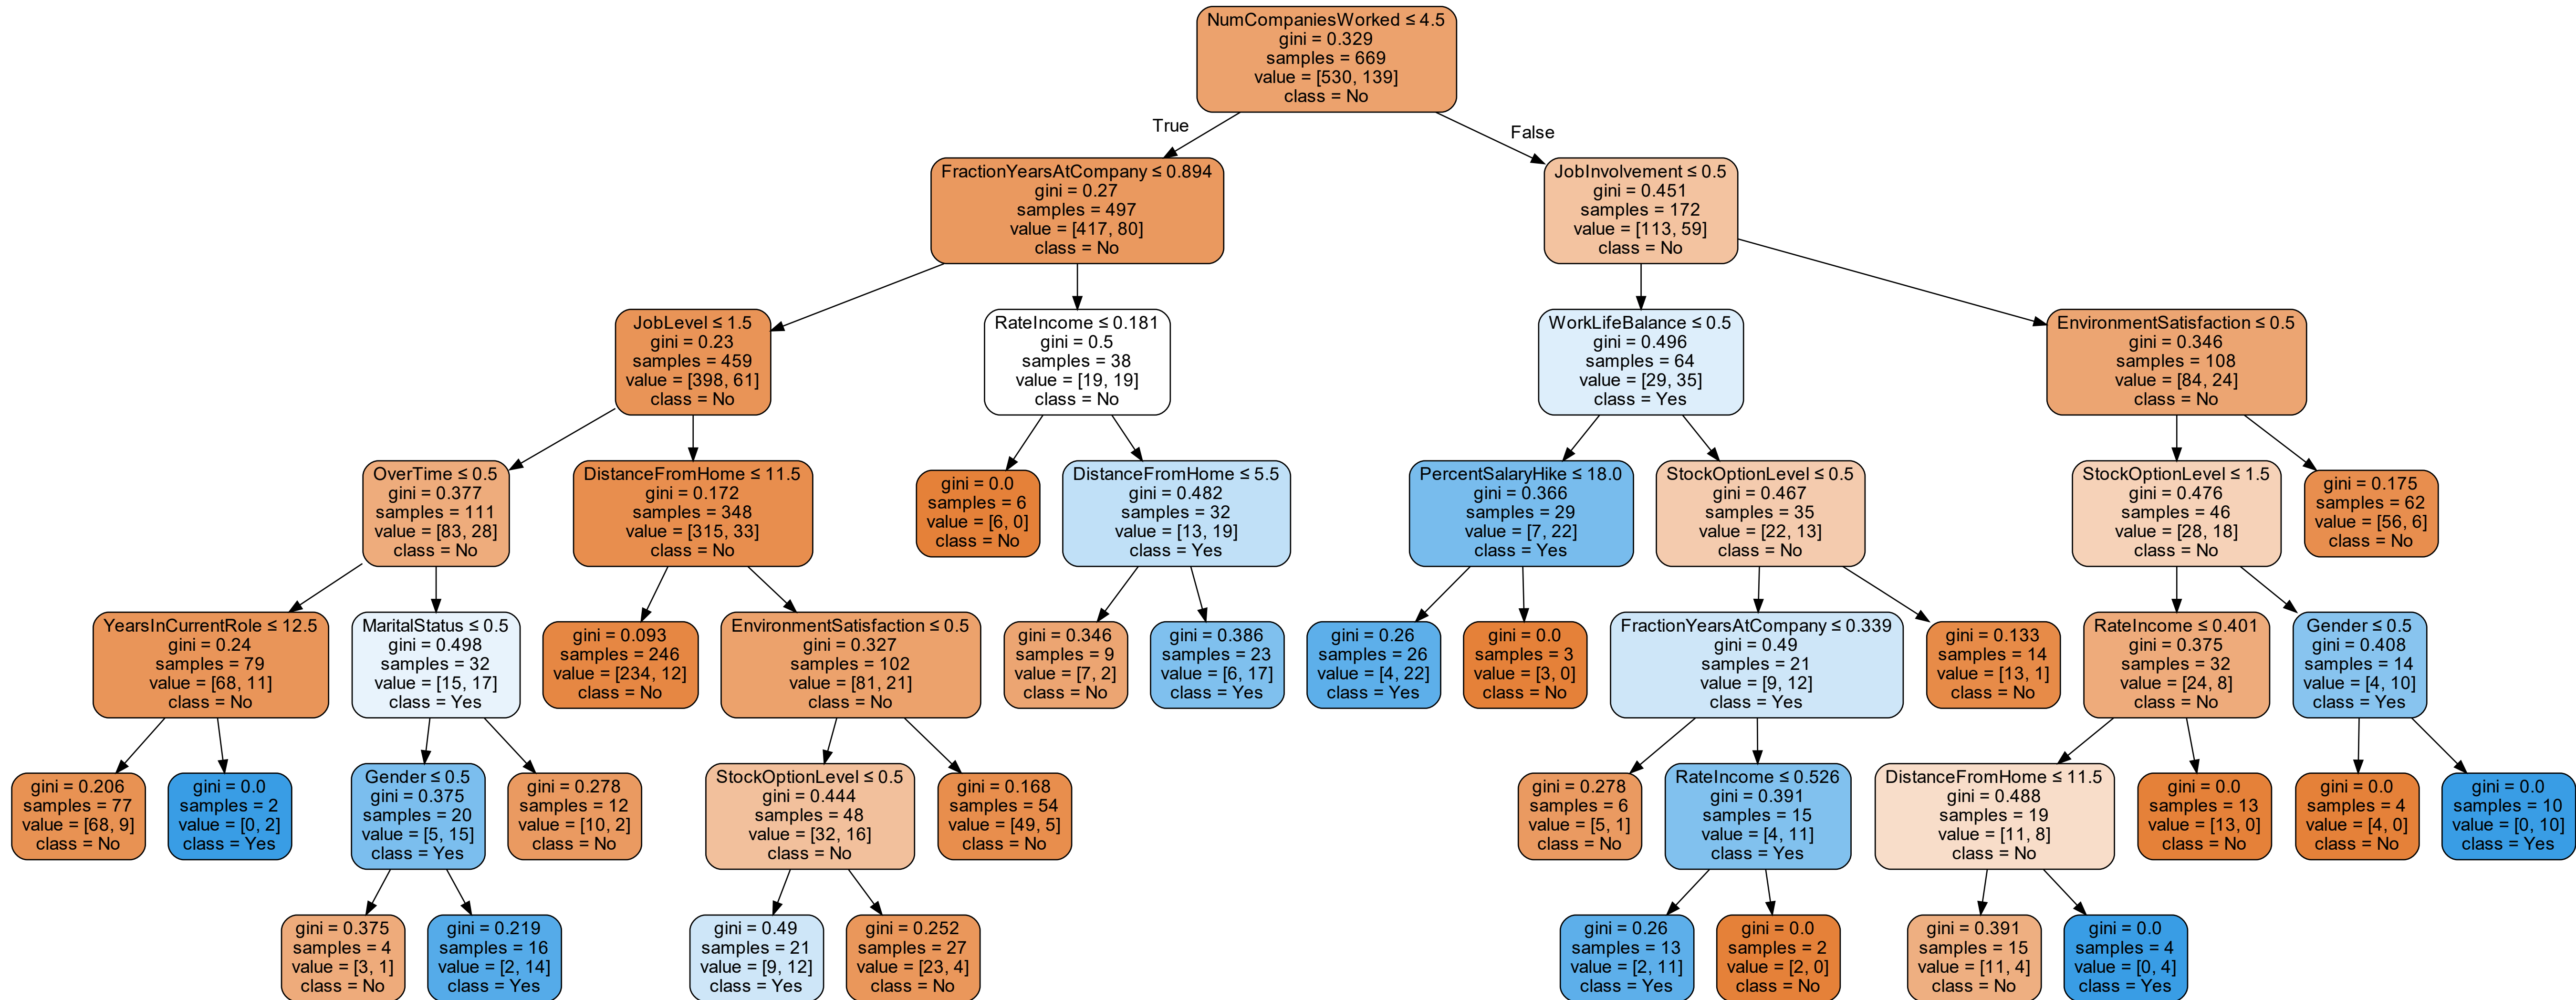 NumCompaniesWorked ≤ 4.5
gini = 0.329
samples = 669
value = [530, 139]
class = No
True
False
FractionYearsAtCompany ≤ 0.894
gini = 0.27
samples = 497
value = [417, 80]
class = No
JobInvolvement ≤ 0.5
gini = 0.451
samples = 172
value = [113, 59]
class = No
JobLevel ≤ 1.5
gini = 0.23
samples = 459
value = [398, 61]
class = No
RateIncome ≤ 0.181
gini = 0.5
samples = 38
value = [19, 19]
class = No
WorkLifeBalance ≤ 0.5
gini = 0.496
samples = 64
value = [29, 35]
class = Yes
EnvironmentSatisfaction ≤ 0.5
gini = 0.346
samples = 108
value = [84, 24]
class = No
OverTime ≤ 0.5
gini = 0.377
samples = 111
value = [83, 28]
class = No
DistanceFromHome ≤ 11.5
gini = 0.172
samples = 348
value = [315, 33]
class = No
gini = 0.0
samples = 6
value = [6, 0]
class = No
DistanceFromHome ≤ 5.5
gini = 0.482
samples = 32
value = [13, 19]
class = Yes
PercentSalaryHike ≤ 18.0
gini = 0.366
samples = 29
value = [7, 22]
class = Yes
StockOptionLevel ≤ 0.5
gini = 0.467
samples = 35
value = [22, 13]
class = No
StockOptionLevel ≤ 1.5
gini = 0.476
samples = 46
value = [28, 18]
class = No
gini = 0.175
samples = 62
value = [56, 6]
class = No
YearsInCurrentRole ≤ 12.5
gini = 0.24
samples = 79
value = [68, 11]
class = No
MaritalStatus ≤ 0.5
gini = 0.498
samples = 32
value = [15, 17]
class = Yes
gini = 0.093
samples = 246
value = [234, 12]
class = No
EnvironmentSatisfaction ≤ 0.5
gini = 0.327
samples = 102
value = [81, 21]
class = No
gini = 0.346
samples = 9
value = [7, 2]
class = No
gini = 0.386
samples = 23
value = [6, 17]
class = Yes
gini = 0.26
samples = 26
value = [4, 22]
class = Yes
gini = 0.0
samples = 3
value = [3, 0]
class = No
FractionYearsAtCompany ≤ 0.339
gini = 0.49
samples = 21
value = [9, 12]
class = Yes
gini = 0.133
samples = 14
value = [13, 1]
class = No
RateIncome ≤ 0.401
gini = 0.375
samples = 32
value = [24, 8]
class = No
Gender ≤ 0.5
gini = 0.408
samples = 14
value = [4, 10]
class = Yes
gini = 0.206
samples = 77
value = [68, 9]
class = No
gini = 0.0
samples = 2
value = [0, 2]
class = Yes
Gender ≤ 0.5
gini = 0.375
samples = 20
value = [5, 15]
class = Yes
gini = 0.278
samples = 12
value = [10, 2]
class = No
StockOptionLevel ≤ 0.5
gini = 0.444
samples = 48
value = [32, 16]
class = No
gini = 0.168
samples = 54
value = [49, 5]
class = No
gini = 0.278
samples = 6
value = [5, 1]
class = No
RateIncome ≤ 0.526
gini = 0.391
samples = 15
value = [4, 11]
class = Yes
DistanceFromHome ≤ 11.5
gini = 0.488
samples = 19
value = [11, 8]
class = No
gini = 0.0
samples = 13
value = [13, 0]
class = No
gini = 0.0
samples = 4
value = [4, 0]
class = No
gini = 0.0
samples = 10
value = [0, 10]
class = Yes
gini = 0.375
samples = 4
value = [3, 1]
class = No
gini = 0.219
samples = 16
value = [2, 14]
class = Yes
gini = 0.49
samples = 21
value = [9, 12]
class = Yes
gini = 0.252
samples = 27
value = [23, 4]
class = No
gini = 0.26
samples = 13
value = [2, 11]
class = Yes
gini = 0.0
samples = 2
value = [2, 0]
class = No
gini = 0.391
samples = 15
value = [11, 4]
class = No
gini = 0.0
samples = 4
value = [0, 4]
class = Yes